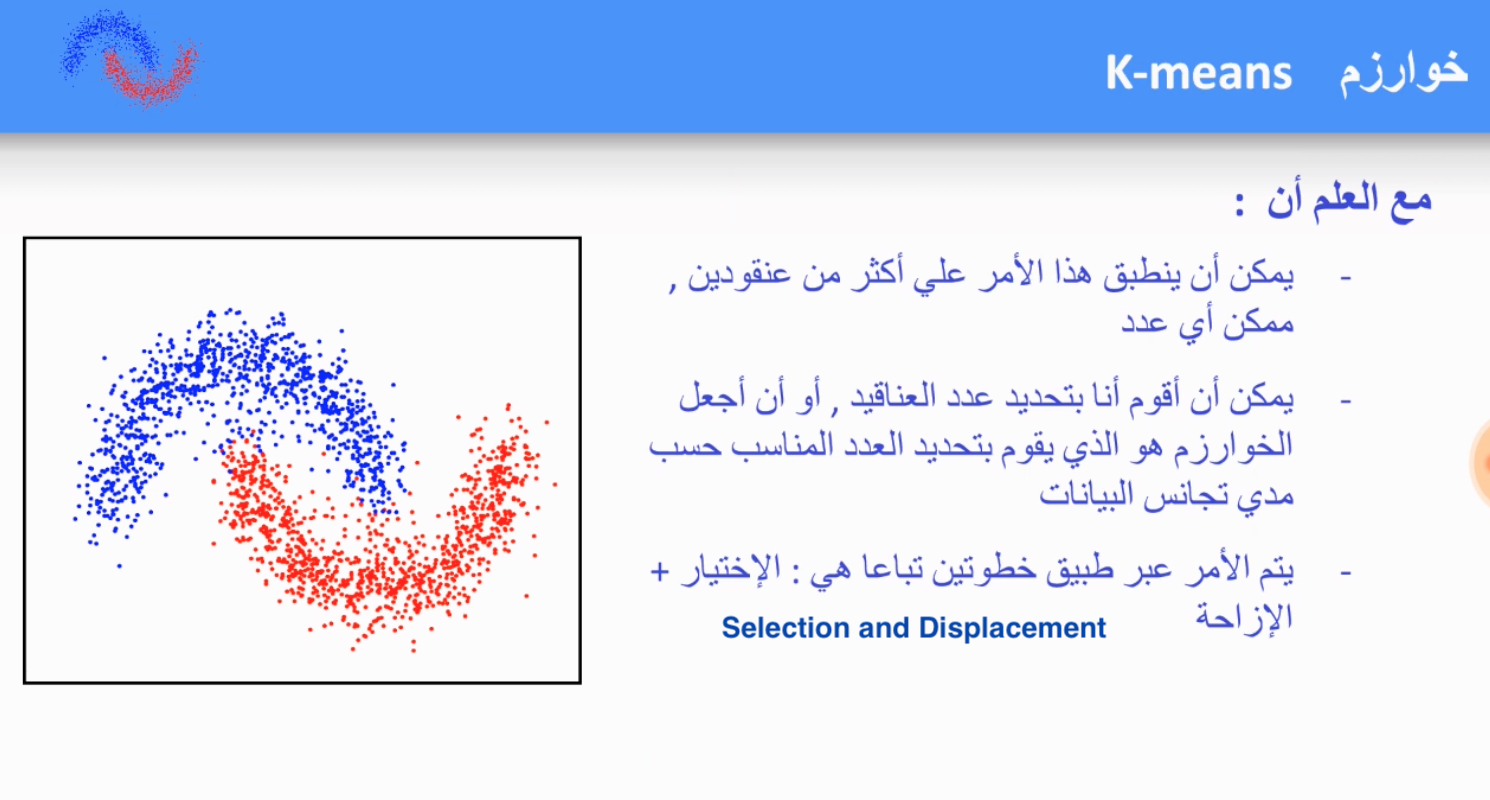 خوارزم K-means
مع العلم أن :
- يمكن أن ينطبق هذا الأمر علي أكثر من عنقودين ,
ممكن أي عدد
- يمكن أن أقوم أنا بتحديد عدد العناقيد , أو أن أجعل
الخوارزم هو الذي يقوم بتحديد العدد المناسب حسب
مدي تجانس البيانات
- يتم الأمر عبر طبيق خطوتين تباعا هي : الإختيار +
الإزاحة Selection and Displacement